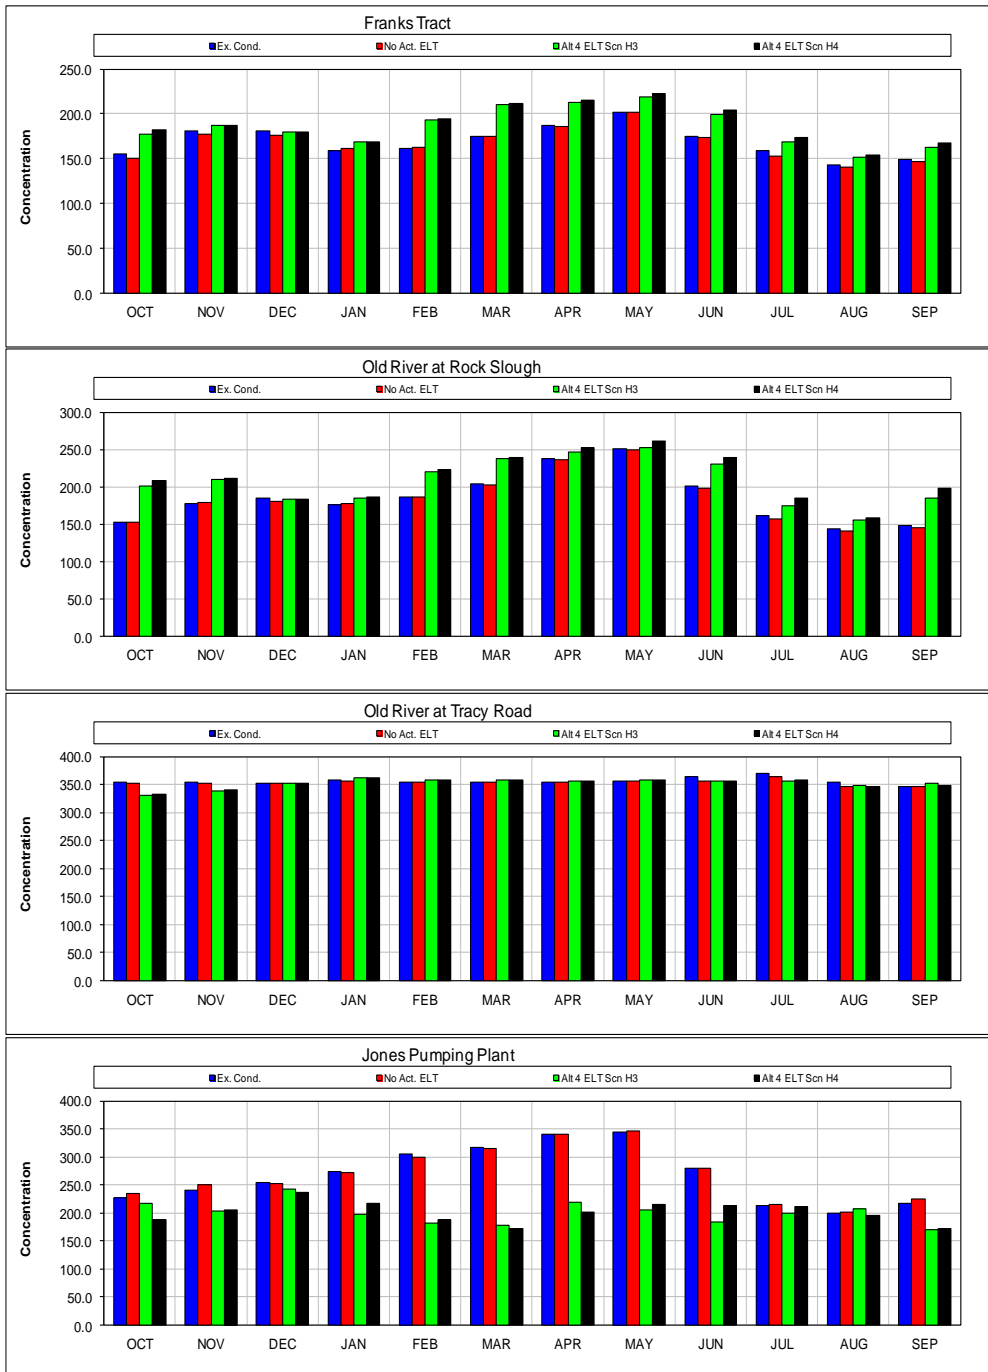 Franks Tract
Ex. Cond. No Act. ELT Alt 4 ELT Scn H3 Alt 4 ELT Scn H4
250.0
200.0
150.0
100.0
50.0
0.0
Concentration
OCT NOV DEC JAN FEB MAR APR MAY JUN JUL AUG SEP
Old River at Rock Slough
Ex. Cond. No Act. ELT Alt 4 ELT Scn H3 Alt 4 ELT Scn H4
300.0
250.0
200.0
150.0
100.0
50.0
0.0
Concentration
OCT NOV DEC JAN FEB MAR APR MAY JUN JUL AUG SEP
Old River at Tracy Road
Ex. Cond. No Act. ELT Alt 4 ELT Scn H3 Alt 4 ELT Scn H4
400.0
350.0
300.0
250.0
200.0
150.0
100.0
50.0
0.0
Concentration
OCT NOV DEC JAN FEB MAR APR MAY JUN JUL AUG SEP
Jones Pumping Plant
Ex. Cond. No Act. ELT Alt 4 ELT Scn H3 Alt 4 ELT Scn H4
400.0
350.0
300.0
250.0
200.0
150.0
100.0
50.0
0.0
Concentration
OCT NOV DEC JAN FEB MAR APR MAY JUN JUL AUG SEP